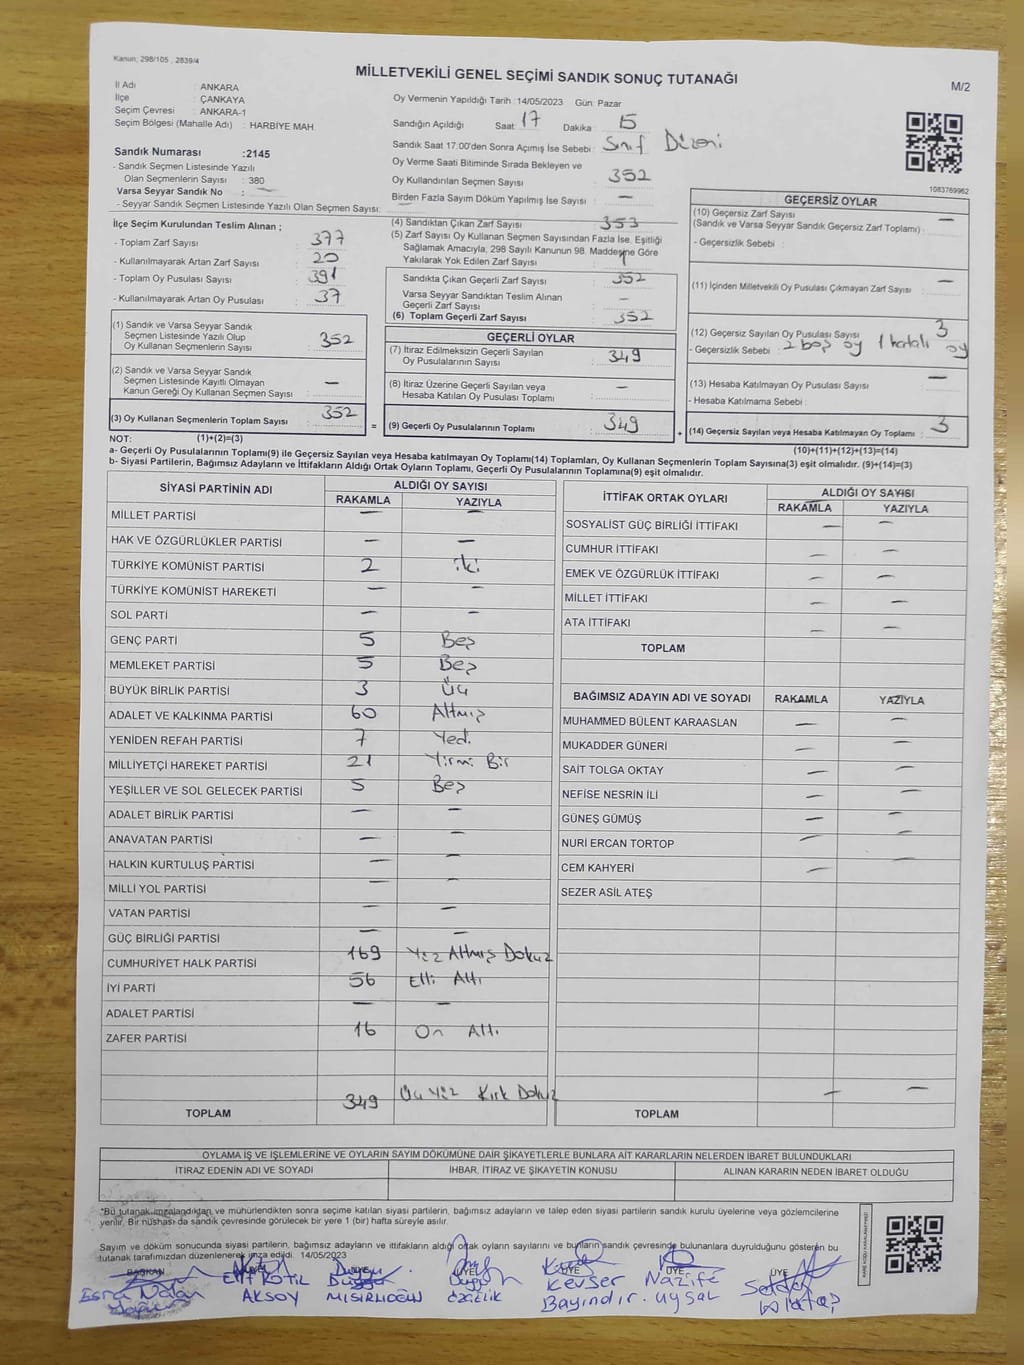 Kanun; 298/105 , 2839/4
MİLLETVEKİLİ GENEL SEÇİMİ SANDIK SONUÇ TUTANAĞI
M/2
İl Adı : ANKARA
İlçe : ÇANKAYA
Seçim Çevresi : ANKARA-1
Seçim Bölgesi (Mahalle Adı) : HARBİYE MAH.
Sandık Numarası :2145
- Sandık Seçmen Listesinde Yazılı
Olan Seçmenlerin Sayısı : 380
Varsa Seyyar Sandık No : —
- Seyyar Sandık Seçmen Listesinde Yazılı Olan Seçmen Sayısı:
Oy Vermenin Yapıldığı Tarih :14/05/2023 Gün: Pazar
Sandığın Açıldığı Saat: 17 Dakika : 15
Sandık Saat 17:00'den Sonra Açımış İse Sebebi: Sınıf Düzeni
Oy Verme Saati Bitiminde Sırada Bekleyen ve
Oy Kullandırılan Seçmen Sayısı : 352
Birden Fazla Sayım Döküm Yapılmış İse Sayısı : —
1083769962
İlçe Seçim Kurulundan Teslim Alınan ;
- Toplam Zarf Sayısı : 377
- Kullanılmayarak Artan Zarf Sayısı : 20
- Toplam Oy Pusulası Sayısı : 391
- Kullanılmayarak Artan Oy Pusulası : 37
(1) Sandık ve Varsa Seyyar Sandık
Seçmen Listesinde Yazılı Olup
Oy Kullanan Seçmenlerin Sayısı : 352
(2) Sandık ve Varsa Seyyar Sandık
Seçmen Listesinde Kayıtlı Olmayan
Kanun Gereği Oy Kullanan Seçmen Sayısı : —
(3) Oy Kullanan Seçmenlerin Toplam Sayısı : 352
(4) Sandıktan Çıkan Zarf Sayısı : 353
(5) Zarf Sayısı Oy Kullanan Seçmen Sayısından Fazla İse, Eşitliği
Sağlamak Amacıyla, 298 Sayılı Kanunun 98. Maddesine Göre
Yakılarak Yok Edilen Zarf Sayısı : 1
Sandıkta Çıkan Geçerli Zarf Sayısı : 352
Varsa Seyyar Sandıktan Teslim Alınan
Geçerli Zarf Sayısı : —
(6) Toplam Geçerli Zarf Sayısı : 352
GEÇERLİ OYLAR
(7) İtiraz Edilmeksizin Geçerli Sayılan
Oy Pusulalarının Sayısı : 349
(8) İtiraz Üzerine Geçerli Sayılan veya
Hesaba Katılan Oy Pusulası Toplamı : —
= (9) Geçerli Oy Pusulalarının Toplamı : 349
GEÇERSİZ OYLAR
(10) Geçersiz Zarf Sayısı : —
(Sandık ve Varsa Seyyar Sandık Geçersiz Zarf Toplamı) :
- Geçersizlik Sebebi :
(11) İçinden Milletvekili Oy Pusulası Çıkmayan Zarf Sayısı : —
(12) Geçersiz Sayılan Oy Pusulası Sayısı : 3
- Geçersizlik Sebebi : 2 boş oy 1 hatalı oy
(13) Hesaba Katılmayan Oy Pusulası Sayısı : —
- Hesaba Katılmama Sebebi :
+ (14) Geçersiz Sayılan veya Hesaba Katılmayan Oy Toplamı : 3
NOT: (1)+(2)=(3) (10)+(11)+(12)+(13)=(14)
a- Geçerli Oy Pusulasının Toplamı(9) ile Geçersiz Sayılan veya Hesaba katılmayan Oy Toplamı(14) Toplamları, Oy Kullanan Seçmenlerin Toplam Sayısına(3) eşit olmalıdır. (9)+(14)=(3)
b- Siyasi Partilerin, Bağımsız Adayların ve İttifakların Aldığı Ortak Oyların Toplamı, Geçerli Oy Pusulalarının Toplamına(9) eşit olmalıdır.
SİYASİ PARTİNİN ADI ALDIĞI OY SAYISI
RAKAMLA YAZIYLA
MİLLET PARTİSİ — —
HAK VE ÖZGÜRLÜKLER PARTİSİ — —
TÜRKİYE KOMÜNİST PARTİSİ 2 iki
TÜRKİYE KOMÜNİST HAREKETİ — —
SOL PARTİ — —
GENÇ PARTİ 5 Beş
MEMLEKET PARTİSİ 5 Beş
BÜYÜK BİRLİK PARTİSİ 3 Üç
ADALET VE KALKINMA PARTİSİ 60 Altmış
YENİDEN REFAH PARTİSİ 7 Yedi
MİLLİYETÇİ HAREKET PARTİSİ 21 Yirmi Bir
YEŞİLLER VE SOL GELECEK PARTİSİ 5 Beş
ADALET BİRLİK PARTİSİ — —
ANAVATAN PARTİSİ — —
HALKIN KURTULUŞ PARTİSİ — —
MİLLİ YOL PARTİSİ — —
VATAN PARTİSİ — —
GÜÇ BİRLİĞİ PARTİSİ — —
CUMHURİYET HALK PARTİSİ 169 Yüz Altmış Dokuz
İYİ PARTİ 56 Elli Altı
ADALET PARTİSİ — —
ZAFER PARTİSİ 16 On Altı
TOPLAM 349 Üç Yüz Kırk Dokuz
İTTİFAK ORTAK OYLARI ALDIĞI OY SAYISI
RAKAMLA YAZIYLA
SOSYALİST GÜÇ BİRLİĞİ İTTİFAKI — —
CUMHUR İTTİFAKI — —
EMEK VE ÖZGÜRLÜK İTTİFAKI — —
MİLLET İTTİFAKI — —
ATA İTTİFAKI — —
TOPLAM
BAĞIMSIZ ADAYIN ADI VE SOYADI RAKAMLA YAZIYLA
MUHAMMED BÜLENT KARAASLAN — —
MUKADDER GÜNERİ — —
SAİT TOLGA OKTAY — —
NEFİSE NESRİN İLİ — —
GÜNEŞ GÜMÜŞ — —
NURİ ERCAN TORTOP — —
CEM KAHYERİ — —
SEZER ASİL ATEŞ
TOPLAM — —
OYLAMA İŞ VE İŞLEMLERİNE VE OYLARIN SAYIM DÖKÜMÜNE DAİR ŞİKAYETLERLE BUNLARA AİT KARARLARIN NELERDEN İBARET BULUNDUKLARI
İTİRAZ EDENİN ADI VE SOYADI İHBAR, İTİRAZ VE ŞİKAYETİN KONUSU ALINAN KARARIN NEDEN İBARET OLDUĞU
*Bu tutanak imzalandıktan ve mühürlendikten sonra seçime katılan siyasi partilerin, bağımsız adayların ve talep eden siyasi partilerin sandık kurulu üyelerine veya gözlemcilerine
verilir. Bir nüshası da sandık çevresinde görülecek bir yere 1 (bir) hafta süreyle asılır.
Sayım ve döküm sonucunda siyasi partilerin, bağımsız adayların ve ittifakların aldığı ortak oyların sayılarını ve bunların sandık çevresinde bulunanlara duyrulduğunu gösteren bu
tutanak tarafımızdan düzenlenerek imza edildi. 14/05/2023
BAŞKAN ÜYE ÜYE ÜYE ÜYE
Esra Nalan
Elif ROTİL AKSOY
Duygu MISIRLIOĞLU
Duygu ÖZÇELİK
Kevser Bayındır.
Nazife uysal